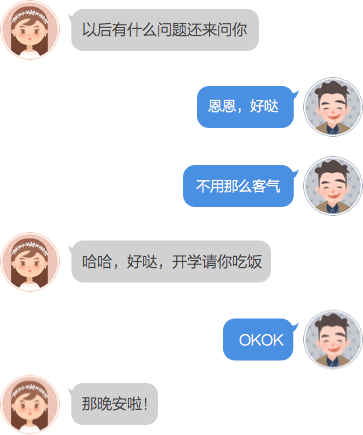 以后有什么问题还来问你
恩恩，好哒
不用那么客气
哈哈，好哒，开学请你吃饭
OKOK
那晚安啦！